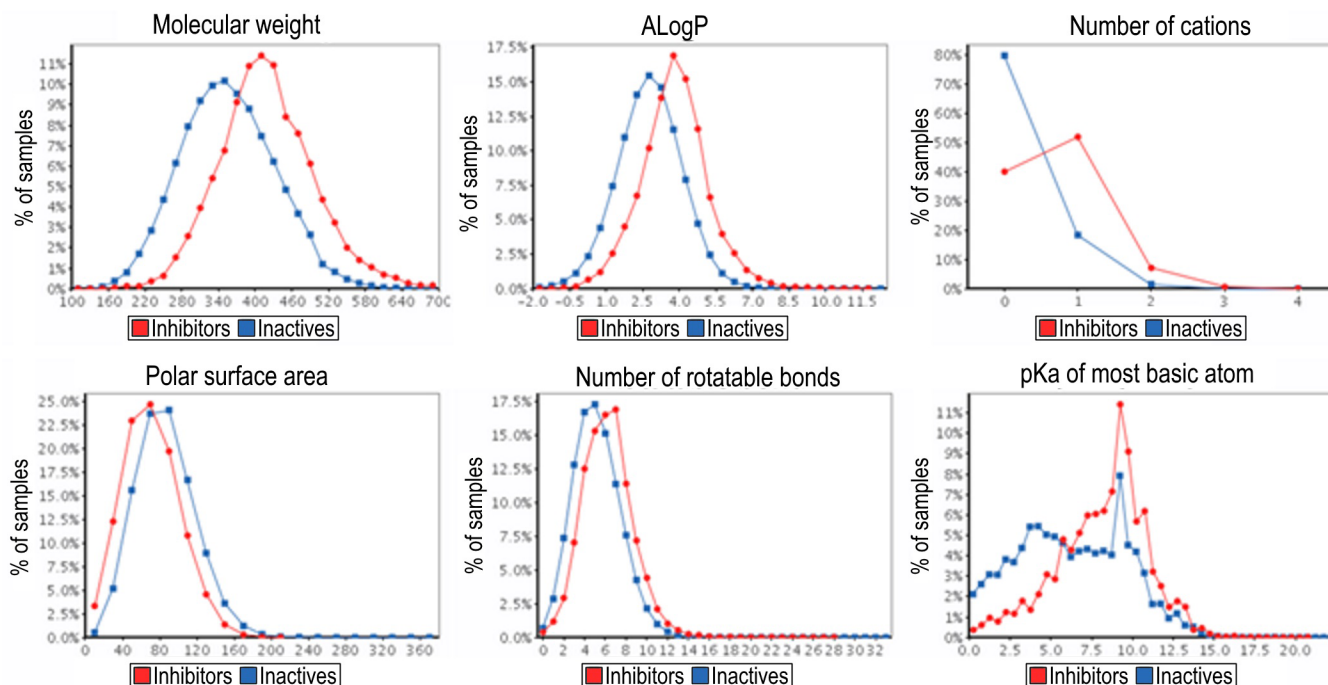 Molecular weight
ALogP
Number of cations
% of samples
11%
10%
9%
8%
7%
6%
5%
4%
3%
2%
1%
0%
100 160 220 280 340 400 460 520 580 640 700
Inhibitors Inactives
% of samples
17.5%
15.0%
12.5%
10.0%
7.5%
5.0%
2.5%
0.0%
-2.0 -0.5 1.0 2.5 4.0 5.5 7.0 8.5 10.0 11.5
Inhibitors Inactives
% of samples
80%
70%
60%
50%
40%
30%
20%
10%
0%
0 1 2 3 4
Inhibitors Inactives
Polar surface area
Number of rotatable bonds
pKa of most basic atom
% of samples
25.0%
22.5%
20.0%
17.5%
15.0%
12.5%
10.0%
7.5%
5.0%
2.5%
0.0%
0 40 80 120 160 200 240 280 320 360
Inhibitors Inactives
% of samples
17.5%
15.0%
12.5%
10.0%
7.5%
5.0%
2.5%
0.0%
0 2 4 6 8 10 12 14 16 18 20 22 24 26 28 30 32
Inhibitors Inactives
% of samples
11%
10%
9%
8%
7%
6%
5%
4%
3%
2%
1%
0%
0.0 2.5 5.0 7.5 10.0 12.5 15.0 17.5 20.0
Inhibitors Inactives